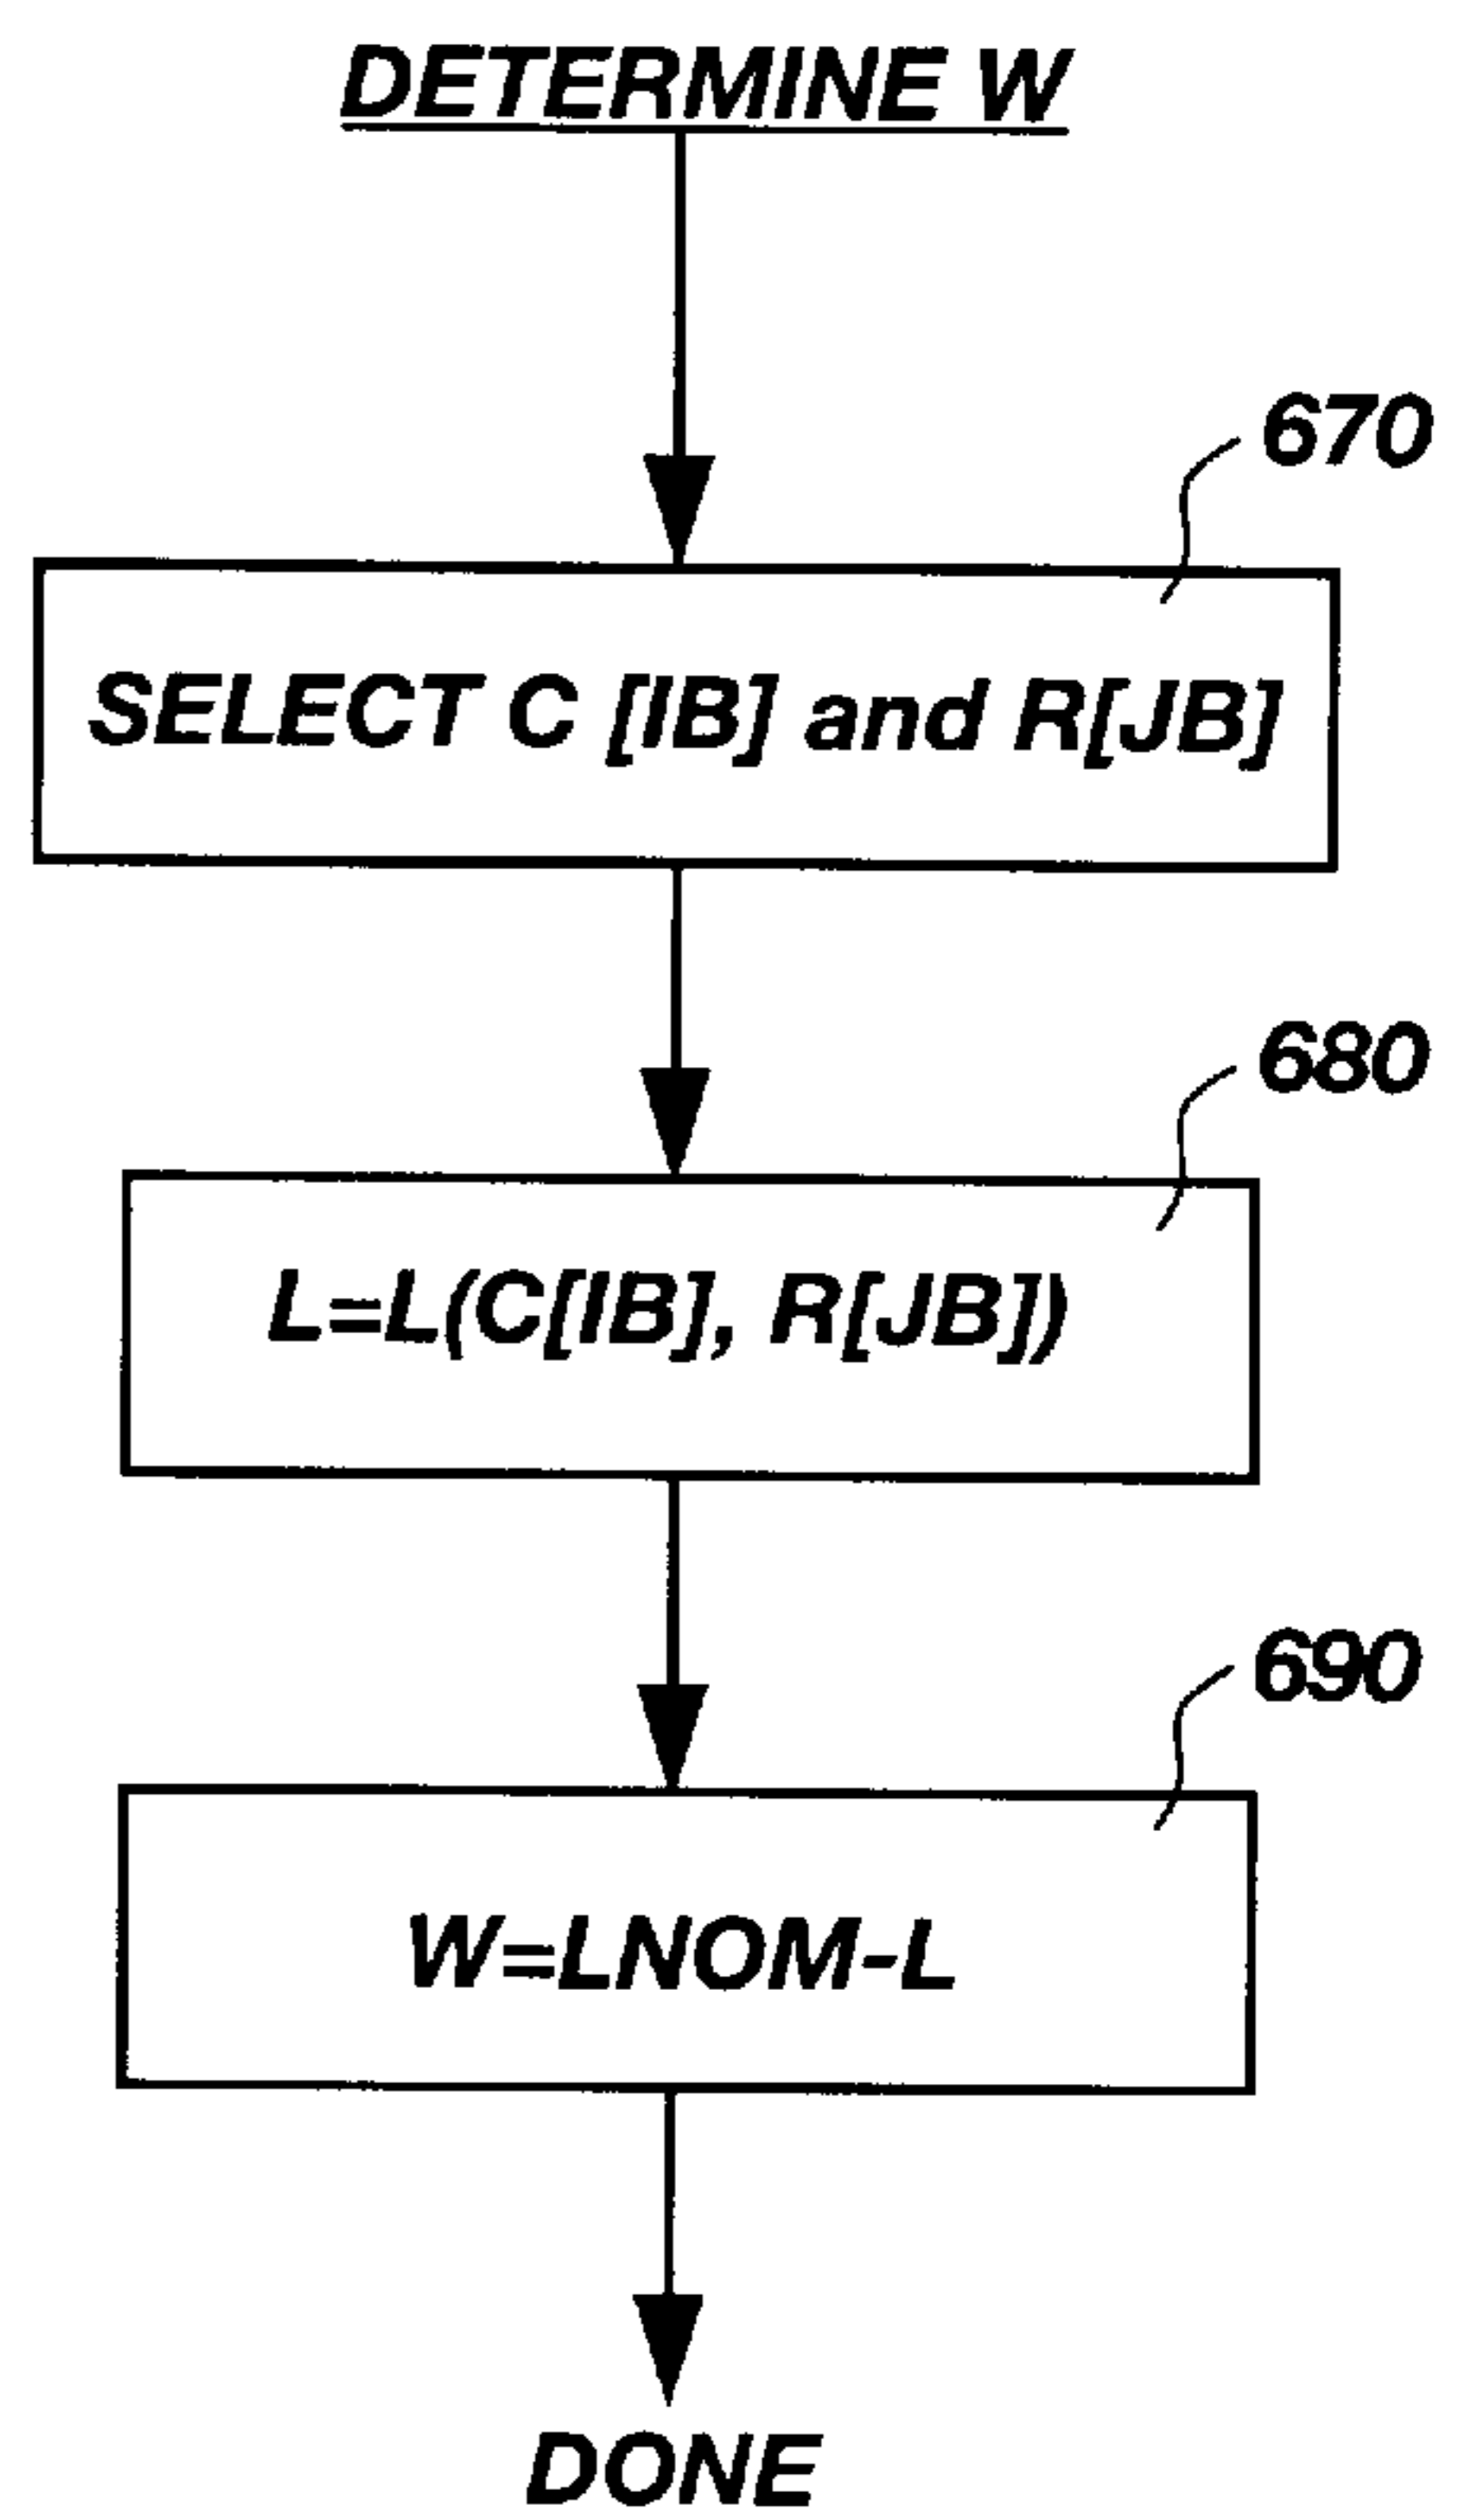 DETERMINE W
670
SELECT C [IB] and R[JB]
680
L=L(C[IB], R[JB])
690
W=LNOM-L
DONE